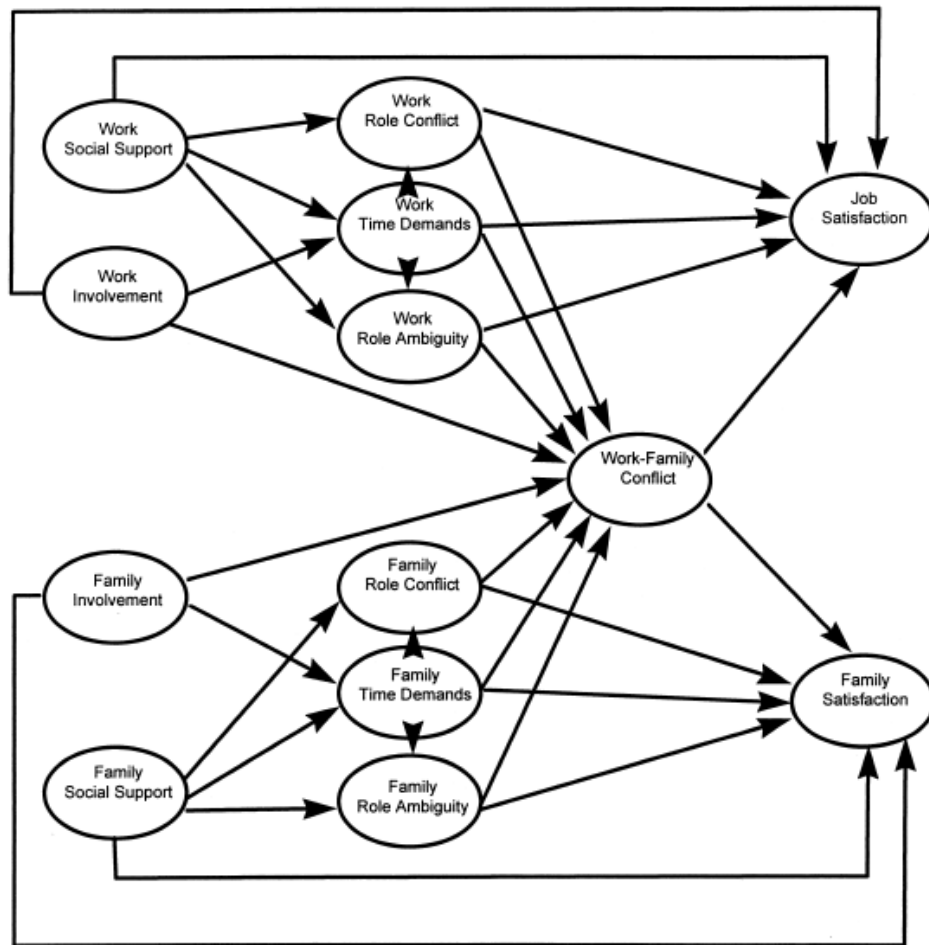 Work
Role Conflict
Work
Social Support
Work
Time Demands
Job
Satisfaction
Work
Involvement
Work
Role Ambiguity
Work-Family
Conflict
Family
Involvement
Family
Role Conflict
Family
Time Demands
Family
Satisfaction
Family
Social Support
Family
Role Ambiguity